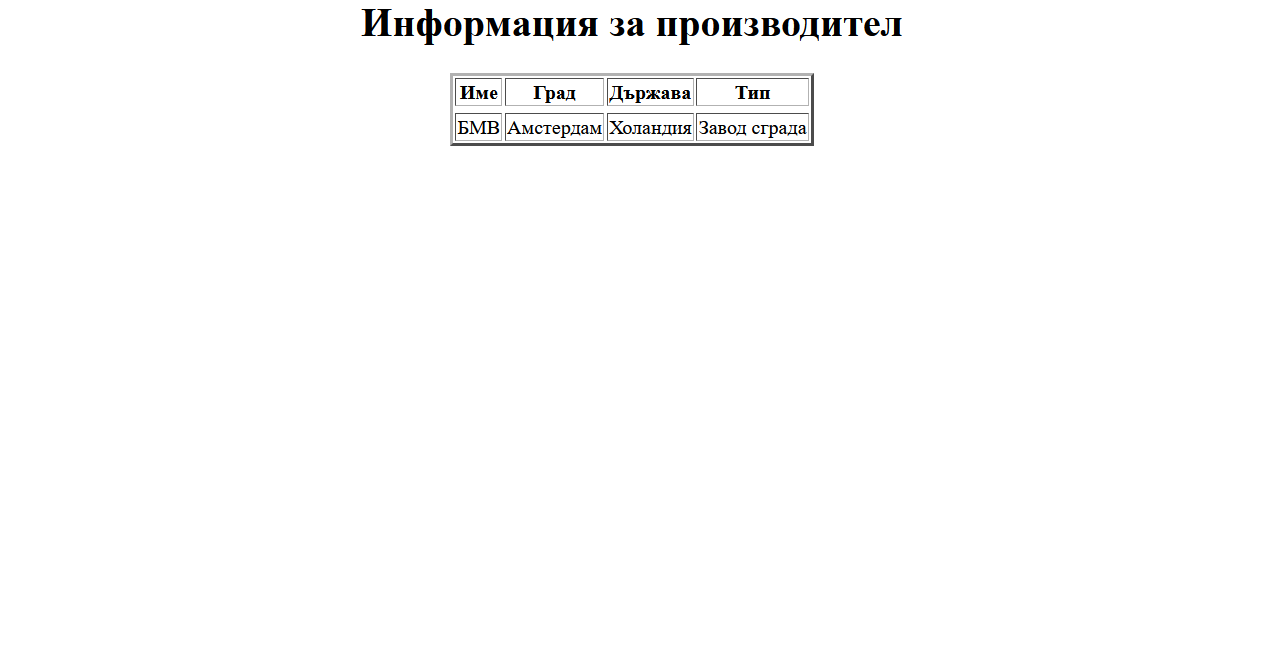 Информация за производител
Име Град Държава Тип
БМВ Амстердам Холандия Завод сграда